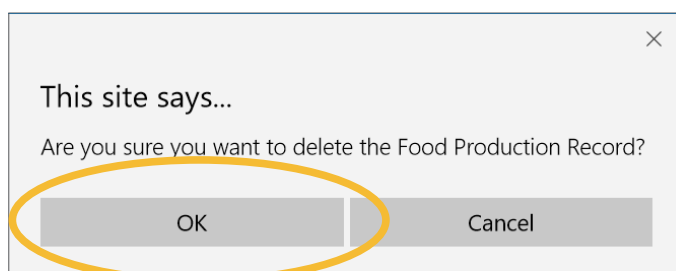 This site says...
Are you sure you want to delete the Food Production Record?
OK Cancel